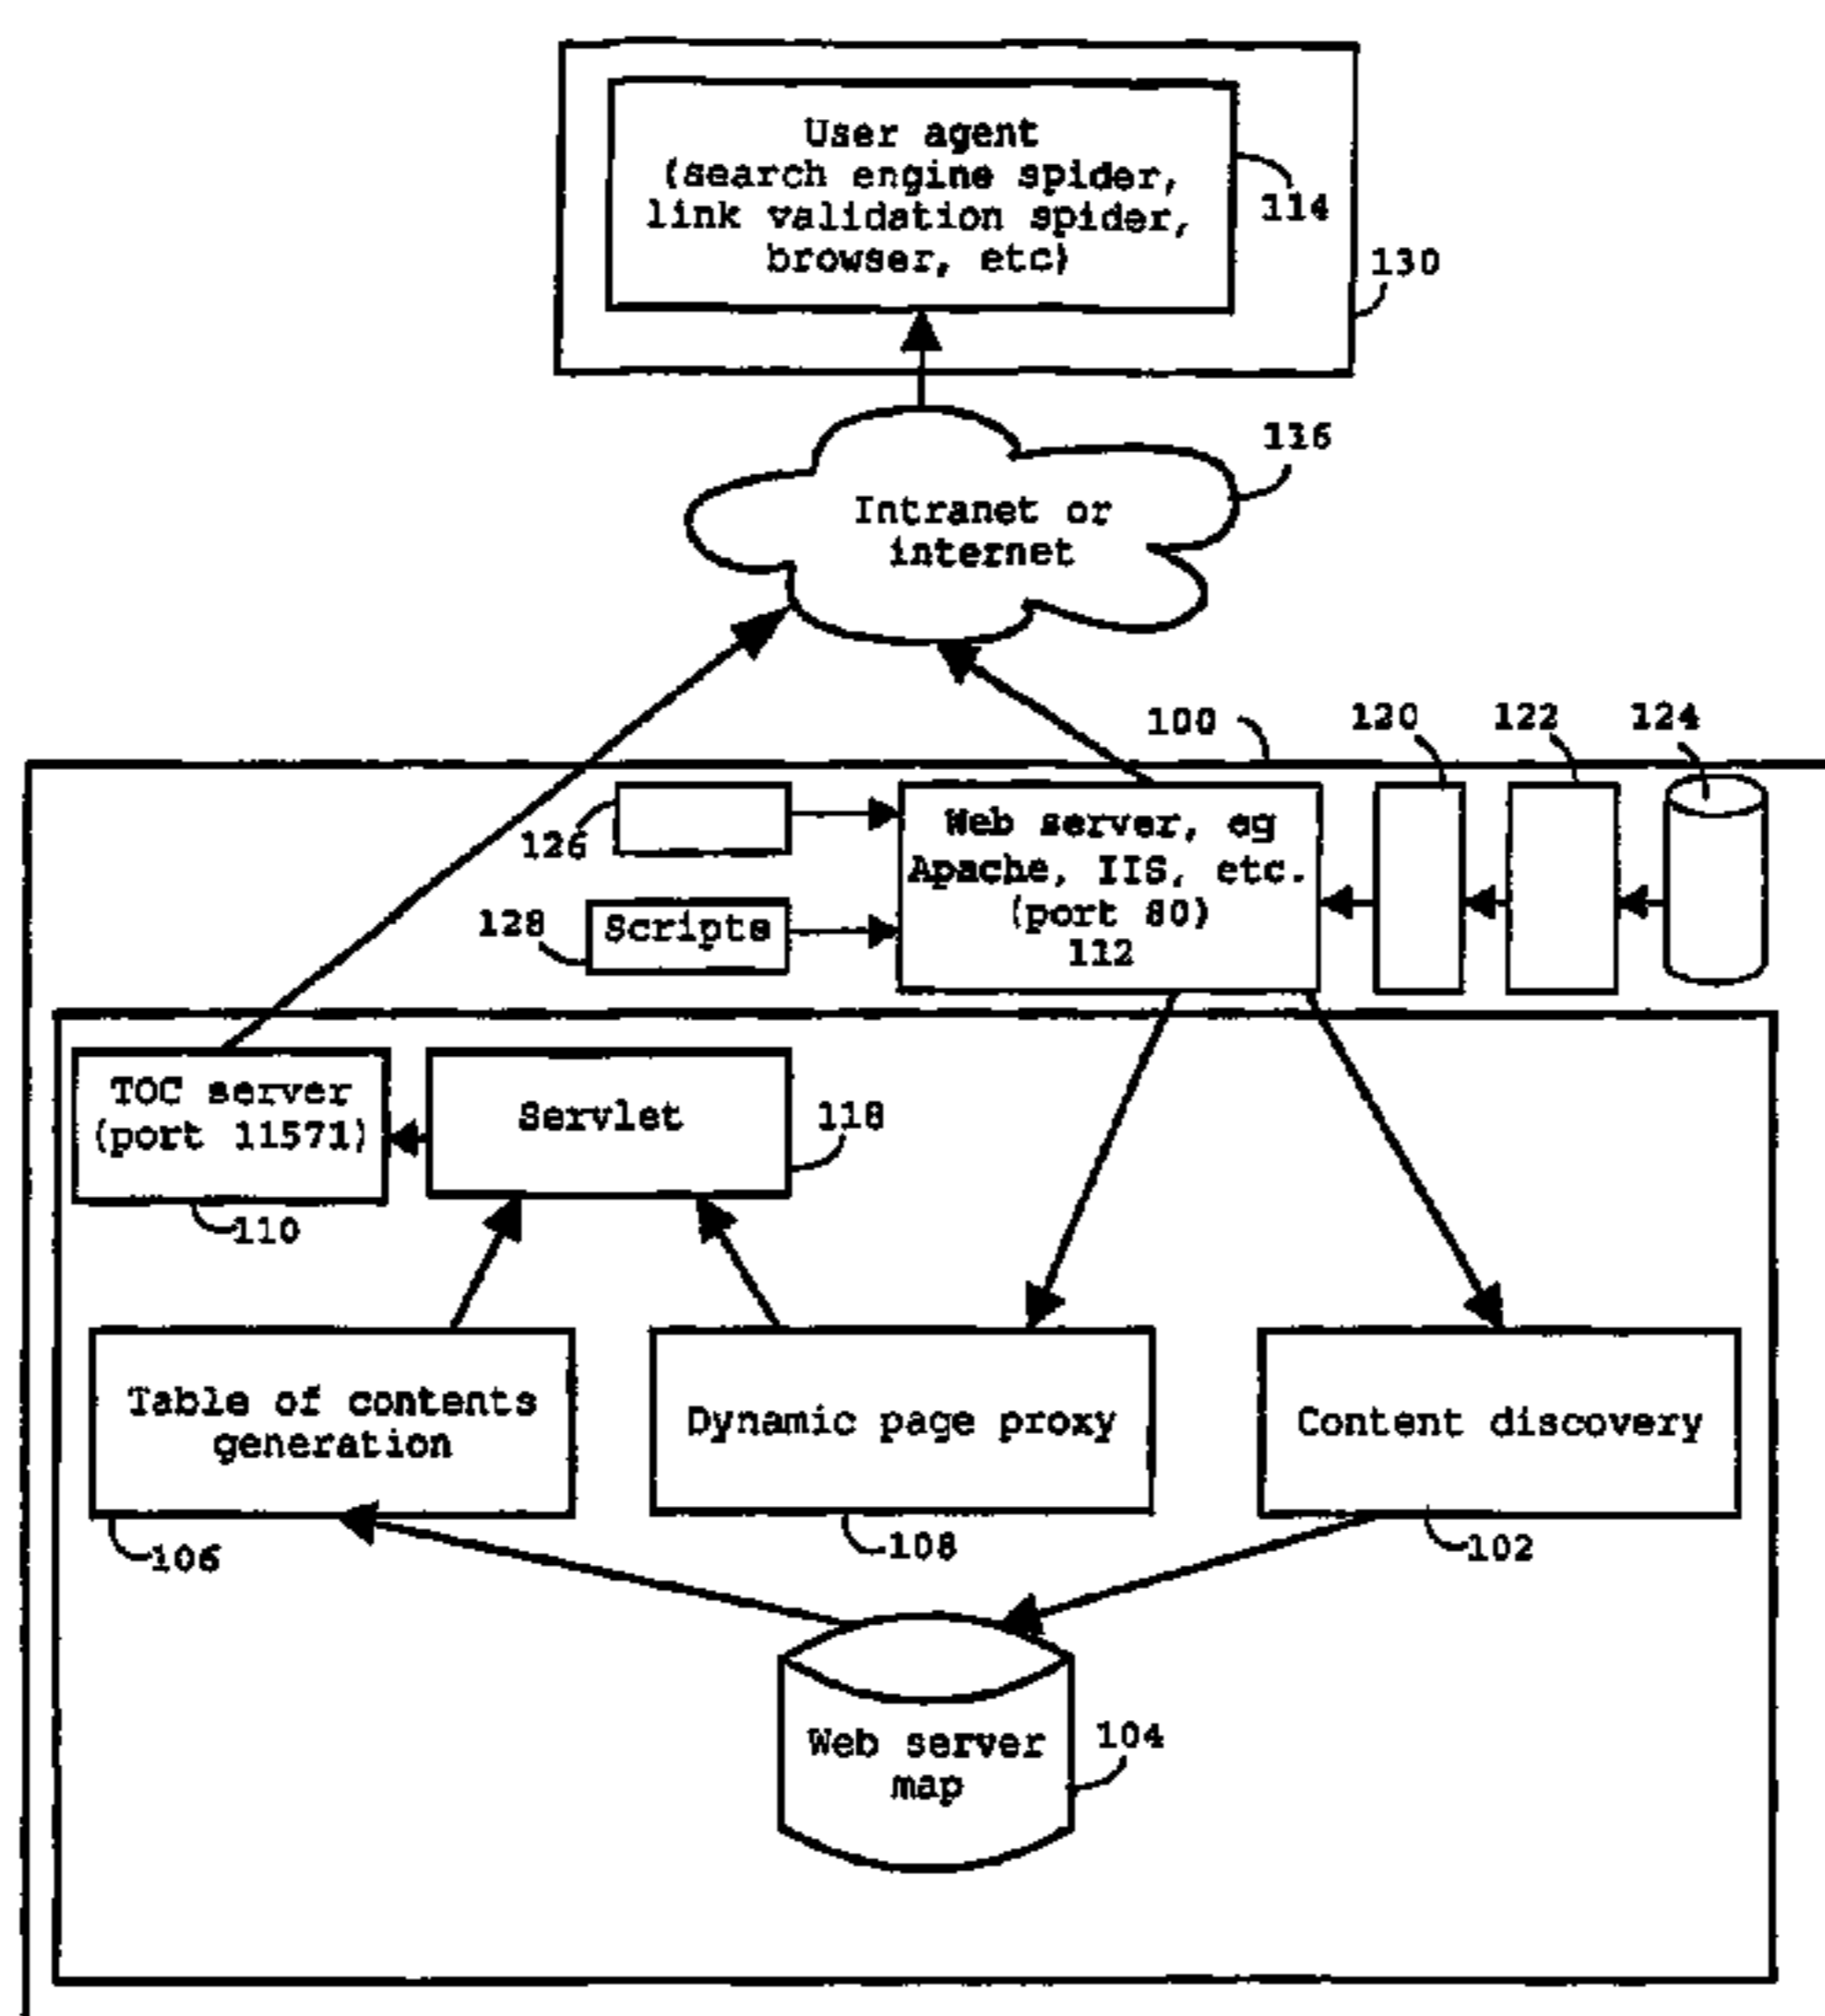 User agent
(search engine spider,
link validation spider,
browser, etc)
114
130
116
Intranet or
internet
100
120
122
124
126
Web server, eg
Apache, IIS, etc.
(port 80)
112
128
Scripts
TOC server
(port 11571)
110
Servlet
118
Table of contents
generation
106
Dynamic page proxy
108
Content discovery
102
Web server
map
104